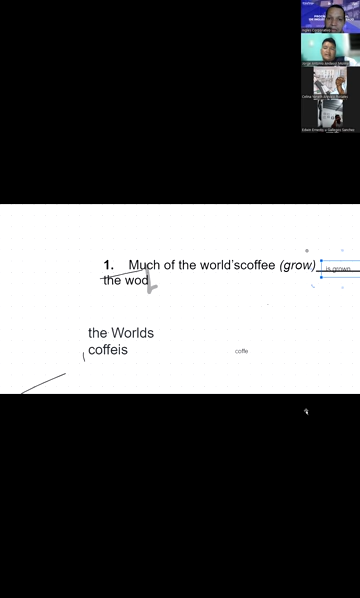 1. Much of the world'scoffee (grow) is grown
the wod
the Worlds
coffeis
coffe